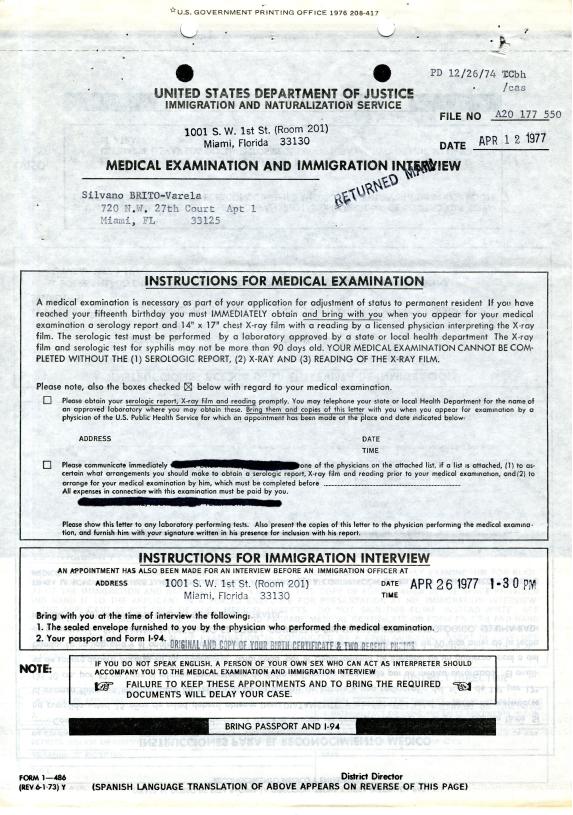 ☆U.S. GOVERNMENT PRINTING OFFICE 1976 208-417
PD 12/26/74 TCbh
/cas
UNITED STATES DEPARTMENT OF JUSTICE
IMMIGRATION AND NATURALIZATION SERVICE
FILE NO A20 177 550
1001 S. W. 1st St. (Room 201)
Miami, Florida 33130
DATE APR 12 1977
MEDICAL EXAMINATION AND IMMIGRATION INTERVIEW
RETURNED MAIL
Silvano BRITO-Varela
720 N.W. 27th Court Apt 1
Miami, FL 33125
INSTRUCTIONS FOR MEDICAL EXAMINATION
A medical examination is necessary as part of your application for adjustment of status to permanent resident If you have
reached your fifteenth birthday you must IMMEDIATELY obtain and bring with you when you appear for your medical
examination a serology report and 14" x 17" chest X-ray film with a reading by a licensed physician interpreting the X-ray
film. The serologic test must be performed by a laboratory approved by a state or local health department The X-ray
film and serologic test for syphilis may not be more than 90 days old. YOUR MEDICAL EXAMINATION CANNOT BE COM-
PLETED WITHOUT THE (1) SEROLOGIC REPORT, (2) X-RAY AND (3) READING OF THE X-RAY FILM.
Please note, also the boxes checked ☒ below with regard to your medical examination.
☐ Please obtain your serologic report, X-ray film and reading promptly. You may telephone your state or local Health Department for the name of
an approved laboratory where you may obtain these. Bring them and copies of this letter with you when you appear for examination by a
physician of the U.S. Public Health Service for which an appointment has been made at the place and date indicated below:
ADDRESS DATE
TIME
☐ Please communicate immediately one of the physicians on the attached list, if a list is attached, (1) to as-
certain what arrangements you should make to obtain a serologic report, X-ray film and reading prior to your medical examination, and (2) to
arrange for your medical examination by him, which must be completed before
All expenses in connection with this examination must be paid by you.
Please show this letter to any laboratory performing tests. Also present the copies of this letter to the physician performing the medical examina-
tion, and furnish him with your signature written in his presence for inclusion with his report.
INSTRUCTIONS FOR IMMIGRATION INTERVIEW
AN APPOINTMENT HAS ALSO BEEN MADE FOR AN INTERVIEW BEFORE AN IMMIGRATION OFFICER AT
ADDRESS 1001 S. W. 1st St. (Room 201) DATE APR 26 1977 1-30 PM
Miami, Florida 33130 TIME
Bring with you at the time of interview the following:
1. The sealed envelope furnished to you by the physician who performed the medical examination.
2. Your passport and Form I-94. ORIGINAL AND COPY OF YOUR BIRTH CERTIFICATE & TWO RECENT PHOTOS
NOTE: IF YOU DO NOT SPEAK ENGLISH, A PERSON OF YOUR OWN SEX WHO CAN ACT AS INTERPRETER SHOULD
ACCOMPANY YOU TO THE MEDICAL EXAMINATION AND IMMIGRATION INTERVIEW
FAILURE TO KEEP THESE APPOINTMENTS AND TO BRING THE REQUIRED
DOCUMENTS WILL DELAY YOUR CASE.
BRING PASSPORT AND I-94
FORM 1—486
(REV 6-1-73) Y
District Director
(SPANISH LANGUAGE TRANSLATION OF ABOVE APPEARS ON REVERSE OF THIS PAGE)